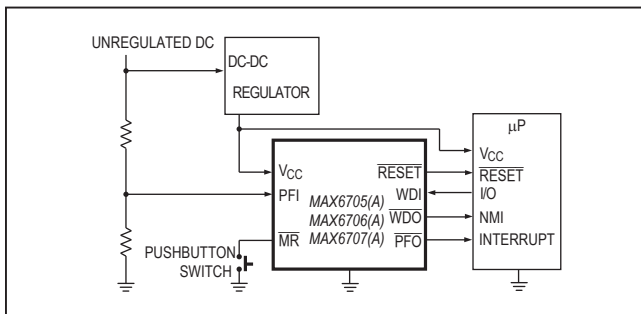 UNREGULATED DC
DC-DC
REGULATOR
µP
VCC
RESET
VCC
PFI
WDI
RESET
I/O
MAX6705(A)
MAX6706(A)
WDO
NMI
MAX6707(A)
MR
PFO
INTERRUPT
PUSHBUTTON
SWITCH